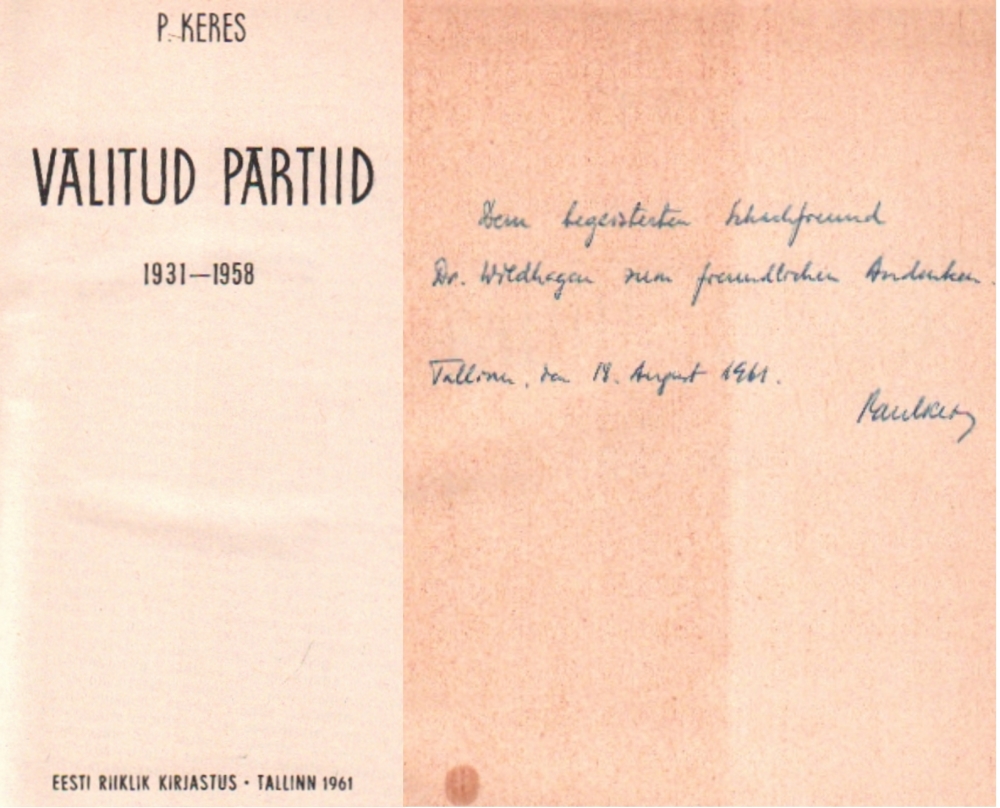 P. KERES
VALITUD PARTIID
1931—1958
EESTI RIIKLIK KIRJASTUS • TALLINN 1961
Dem begeisterten Schachfreund
Dr. Wildhagen zum freundlichen Andenken.
Tallinn, den 18. August 1961.
Paul Keres